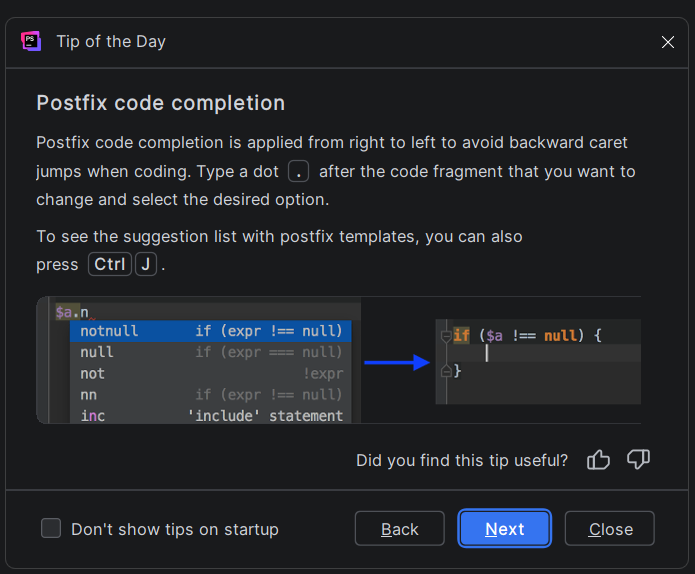 PS
Tip of the Day
Postfix code completion
Postfix code completion is applied from right to left to avoid backward caret
jumps when coding. Type a dot . after the code fragment that you want to
change and select the desired option.
To see the suggestion list with postfix templates, you can also
press Ctrl J .
$a.n
notnull if (expr !== null)
null if (expr === null)
not !expr
nn if (expr !== null)
inc 'include' statement
if ($a !== null) {
}
Did you find this tip useful?
Don't show tips on startup
Back Next Close